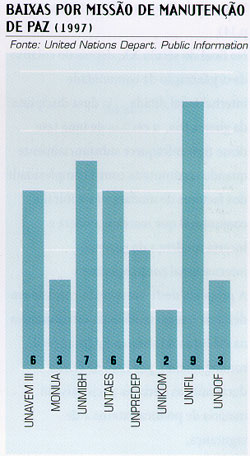 BAIXAS POR MISSÃO DE MANUTENÇÃO
DE PAZ (1997)
Fonte: United Nations Depart. Public Information
6 3 7 6 4 2 9 3
UNAVEM III
MONUA
UNMIBH
UNTAES
UNPREDEP
UNIKOM
UNIFIL
UNDOF